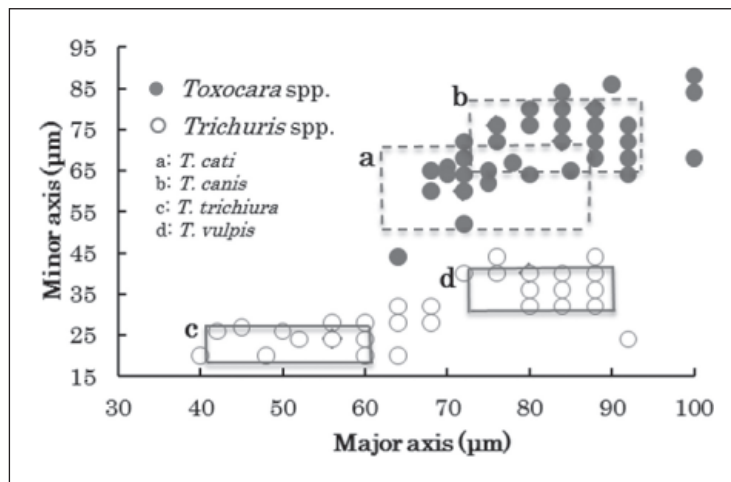 95
85
75
65
55
45
35
25
15
Minor axis (µm)
Toxocara spp.
Trichuris spp.
a: T. cati
b: T. canis
c: T. trichiura
d: T. vulpis
b
a
d
c
30 40 50 60 70 80 90 100
Major axis (µm)